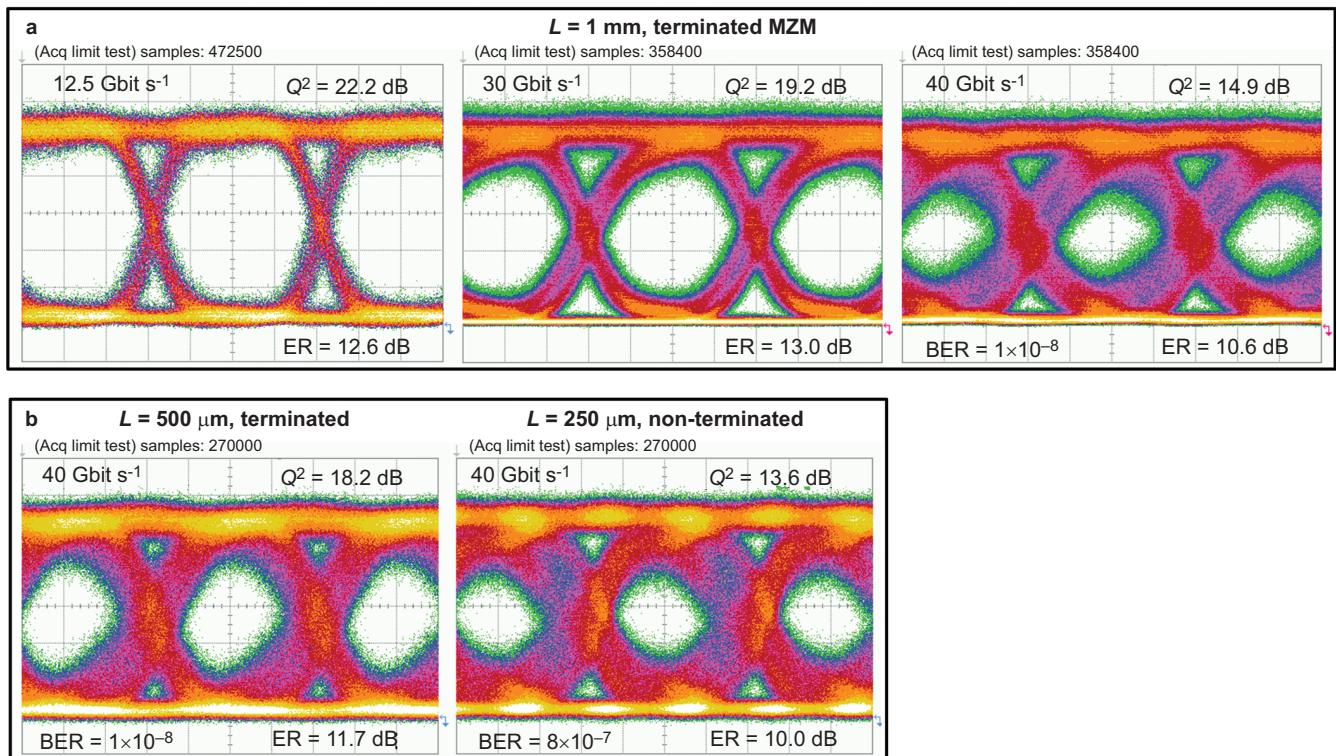 a
L = 1 mm, terminated MZM
(Acq limit test) samples: 472500
12.5 Gbit s⁻¹ Q² = 22.2 dB
ER = 12.6 dB
(Acq limit test) samples: 358400
30 Gbit s⁻¹ Q² = 19.2 dB
ER = 13.0 dB
(Acq limit test) samples: 358400
40 Gbit s⁻¹ Q² = 14.9 dB
BER = 1×10⁻⁸ ER = 10.6 dB
b
L = 500 μm, terminated
(Acq limit test) samples: 270000
40 Gbit s⁻¹ Q² = 18.2 dB
BER = 1×10⁻⁸ ER = 11.7 dB
L = 250 μm, non-terminated
(Acq limit test) samples: 270000
40 Gbit s⁻¹ Q² = 13.6 dB
BER = 8×10⁻⁷ ER = 10.0 dB